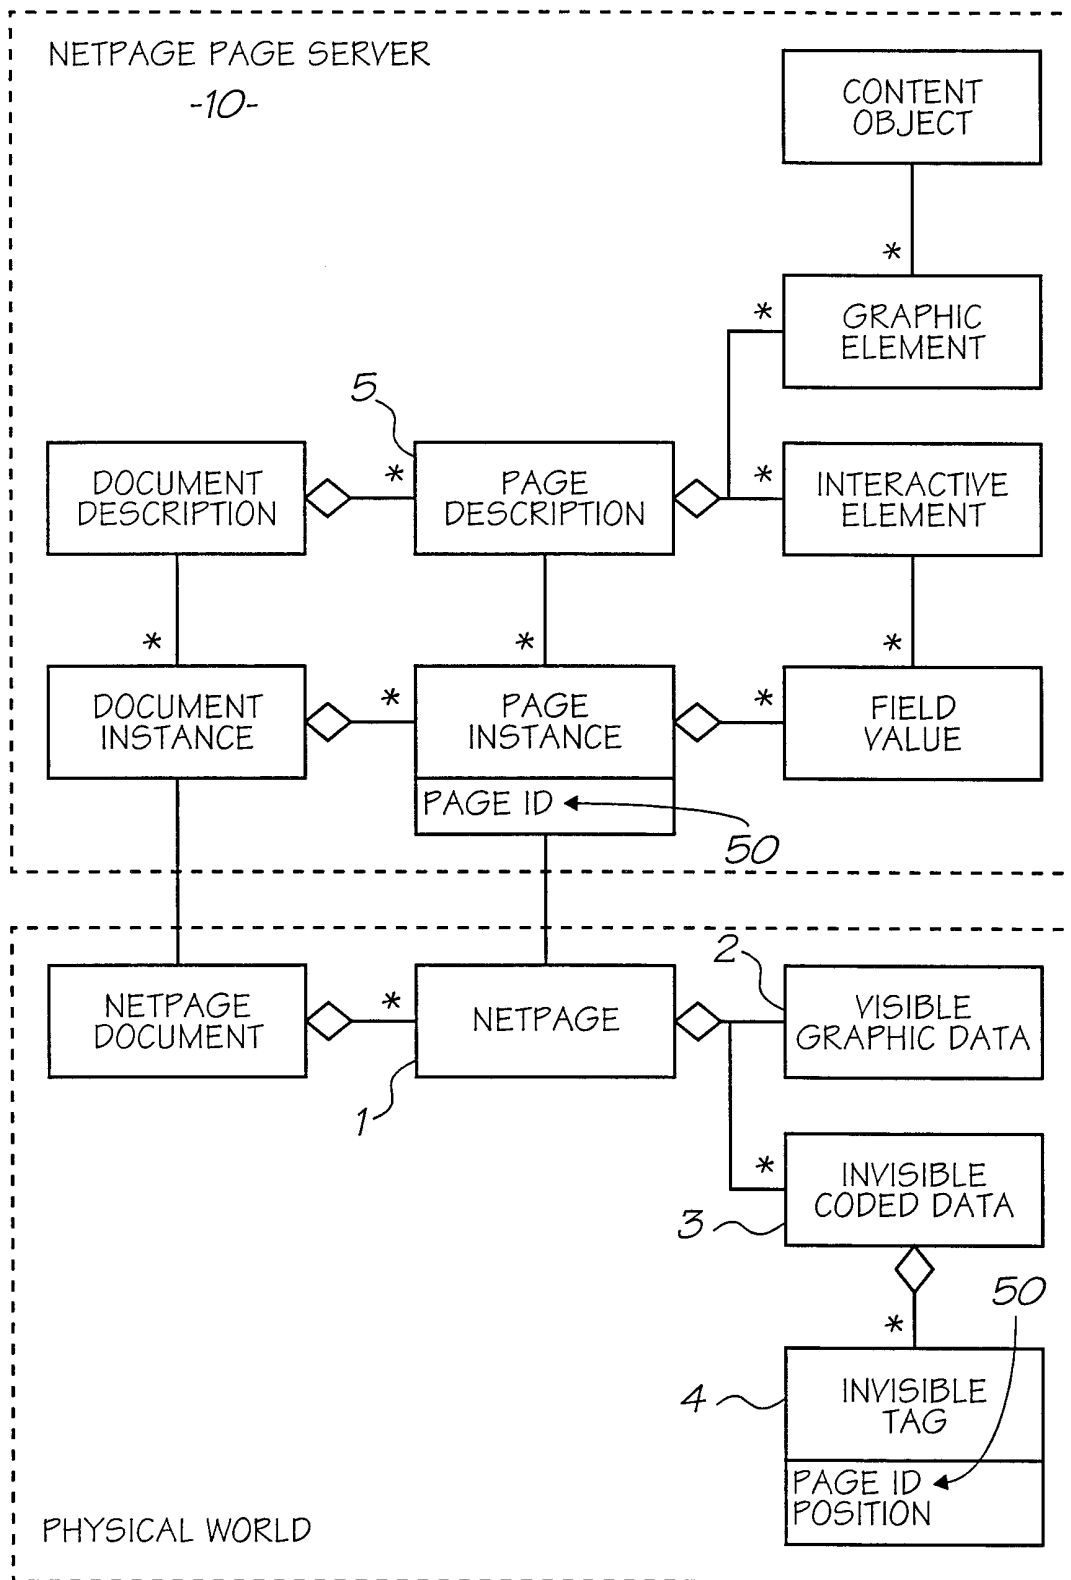 NETPAGE PAGE SERVER
-10-
CONTENT
OBJECT
*
*
GRAPHIC
ELEMENT
5
DOCUMENT
DESCRIPTION
*
PAGE
DESCRIPTION
*
INTERACTIVE
ELEMENT
*
*
*
DOCUMENT
INSTANCE
*
PAGE
INSTANCE
*
FIELD
VALUE
PAGE ID
50
NETPAGE
DOCUMENT
*
NETPAGE
1
2
VISIBLE
GRAPHIC DATA
*
INVISIBLE
CODED DATA
3
50
*
4
INVISIBLE
TAG
PAGE ID
POSITION
PHYSICAL WORLD